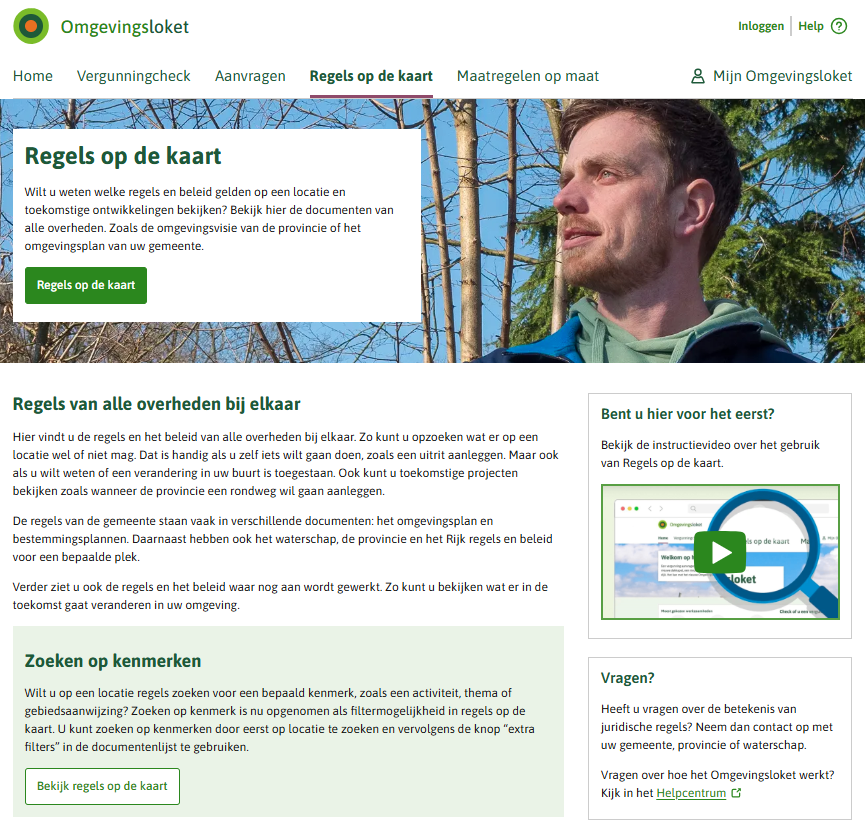 Omgevingsloket
Inloggen Help
Home Vergunningcheck Aanvragen Regels op de kaart Maatregelen op maat Mijn Omgevingsloket
Regels op de kaart
Wilt u weten welke regels en beleid gelden op een locatie en
toekomstige ontwikkelingen bekijken? Bekijk hier de documenten van
alle overheden. Zoals de omgevingsvisie van de provincie of het
omgevingsplan van uw gemeente.
Regels op de kaart
Regels van alle overheden bij elkaar
Hier vindt u de regels en het beleid van alle overheden bij elkaar. Zo kunt u opzoeken wat er op een
locatie wel of niet mag. Dat is handig als u zelf iets wilt gaan doen, zoals een uitrit aanleggen. Maar ook
als u wilt weten of een verandering in uw buurt is toegestaan. Ook kunt u toekomstige projecten
bekijken zoals wanneer de provincie een rondweg wil gaan aanleggen.
De regels van de gemeente staan vaak in verschillende documenten: het omgevingsplan en
bestemmingsplannen. Daarnaast hebben ook het waterschap, de provincie en het Rijk regels en beleid
voor een bepaalde plek.
Verder ziet u ook de regels en het beleid waar nog aan wordt gewerkt. Zo kunt u bekijken wat er in de
toekomst gaat veranderen in uw omgeving.
Zoeken op kenmerken
Wilt u op een locatie regels zoeken voor een bepaald kenmerk, zoals een activiteit, thema of
gebiedsaanwijzing? Zoeken op kenmerk is nu opgenomen als filtermogelijkheid in regels op de
kaart. U kunt zoeken op kenmerken door eerst op locatie te zoeken en vervolgens de knop “extra
filters” in de documentenlijst te gebruiken.
Bekijk regels op de kaart
Bent u hier voor het eerst?
Bekijk de instructievideo over het gebruik
van Regels op de kaart.
Omgevingsloket
els op de kaart
Welkom op
loket
Vragen?
Heeft u vragen over de betekenis van
juridische regels? Neem dan contact op met
uw gemeente, provincie of waterschap.
Vragen over hoe het Omgevingsloket werkt?
Kijk in het Helpcentrum